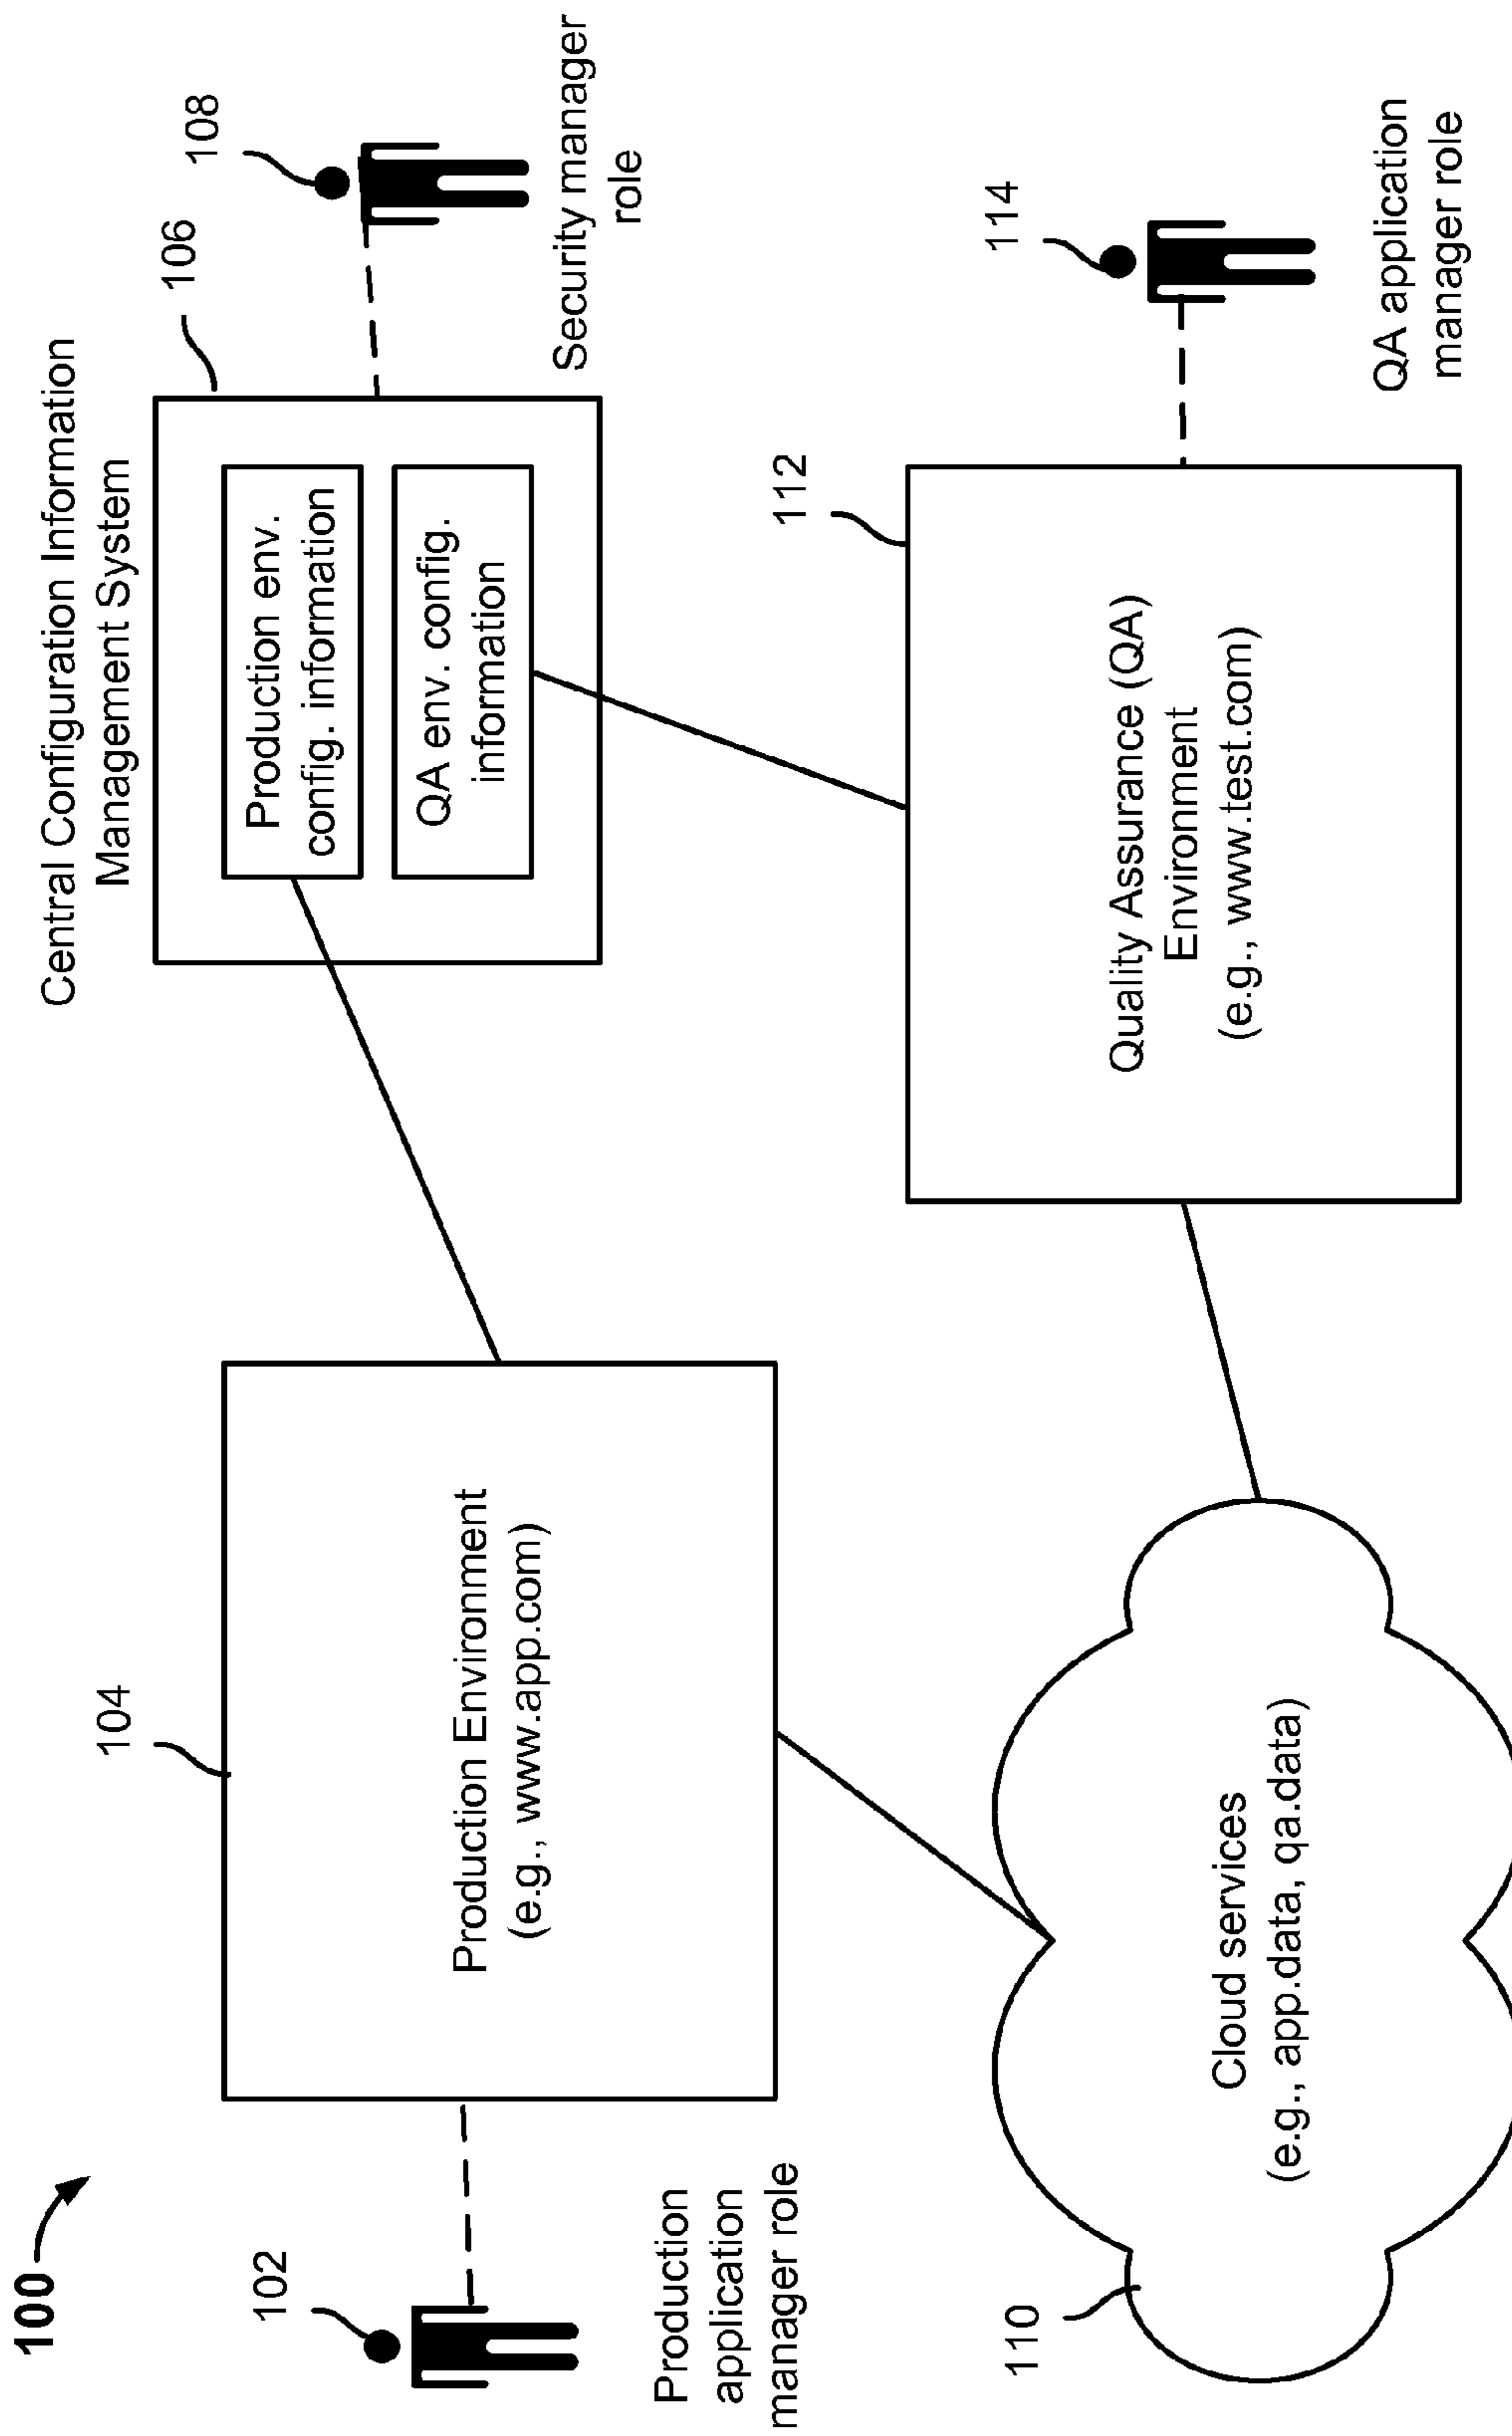 100
102
Production
application
manager role
104
Production Environment
(e.g., www.app.com)
Central Configuration Information
Management System
106
Production env.
config. information
QA env. config.
information
108
Security manager
role
110
Cloud services
(e.g., app.data, qa.data)
112
Quality Assurance (QA)
Environment
(e.g., www.test.com)
114
QA application
manager role